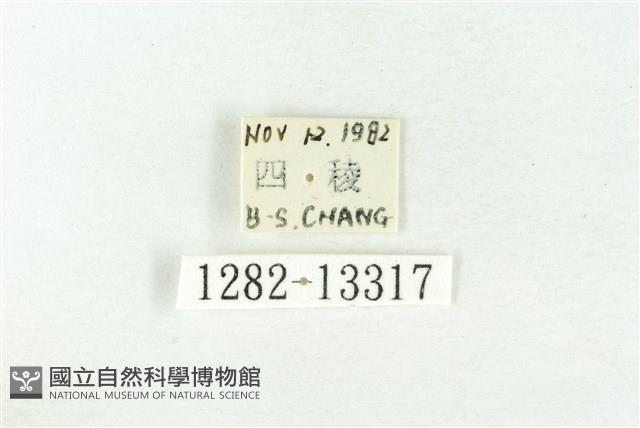 NOV 12. 1982
四 稜
B-S. CHANG
1282-13317
國立自然科學博物館
NATIONAL MUSEUM OF NATURAL SCIENCE